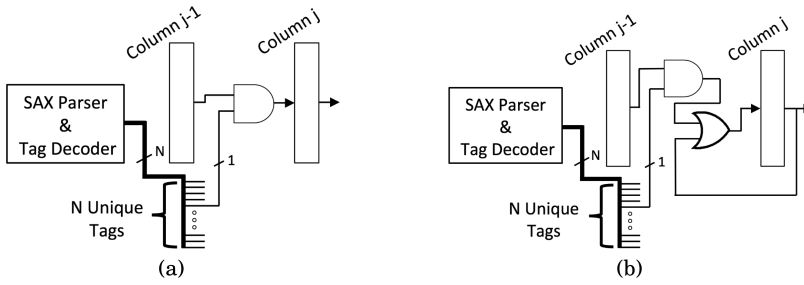 Column j-1
Column j
SAX Parser
&
Tag Decoder
N
1
N Unique
Tags
(a)
Column j-1
Column j
SAX Parser
&
Tag Decoder
N
1
N Unique
Tags
(b)